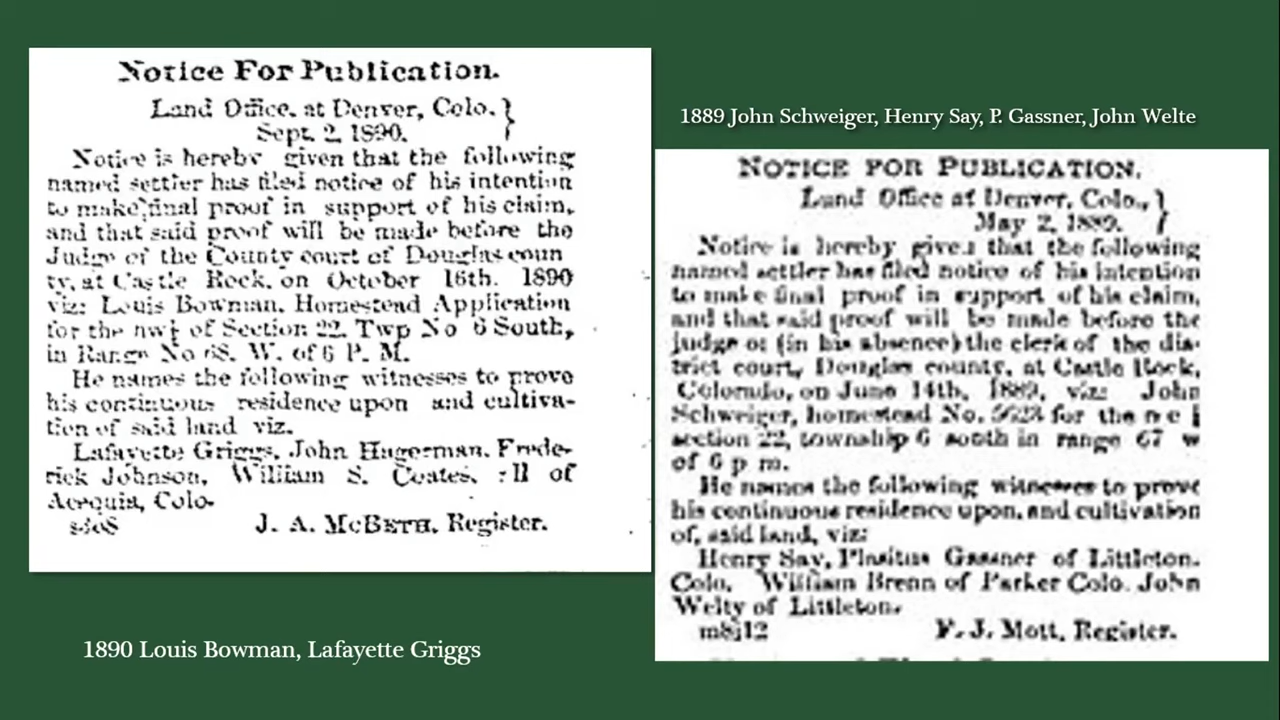 Notice For Publication.
Land Office, at Denver, Colo. }
Sept. 2, 1890.
Notice is hereby given that the following
named settler has filed notice of his intention
to make final proof in support of his claim,
and that said proof will be made before the
Judge of the County court of Douglas coun
ty, at Castle Rock, on October 16th. 1890
viz: Louis Bowman. Homestead Application
for the nw¼ of Section 22, Twp No 6 South,
in Range No 68. W. of 6 P. M.
He names the following witnesses to prove
his continuous residence upon and cultiva-
tion of said land viz.
Lafayette Griggs, John Hagerman. Frede-
rick Johnson, William S. Coates, all of
Acequia, Colo.
J. A. McBETH, Register.
1890 Louis Bowman, Lafayette Griggs
1889 John Schweiger, Henry Say, P. Gassner, John Welte
NOTICE FOR PUBLICATION.
Land Office at Denver, Colo., }
May 2, 1889.
Notice is hereby given that the following
named settler has filed notice of his intention
to make final proof in support of his claim,
and that said proof will be made before the
judge or (in his absence) the clerk of the dis-
trict court, Douglas county, at Castle Rock,
Colorado, on June 14th, 1889, viz: John
Schweiger, homestead No. for the n e ¼
section 22, township 6 south in range 67 w
of 6 p m.
He names the following witnesses to prove
his continuous residence upon, and cultivation
of, said land, viz:
Henry Say, Plasitus Gassner of Littleton.
Colo. William Brenn of Parker Colo. John
Welty of Littleton.
m8j12 F. J. Mott, Register.